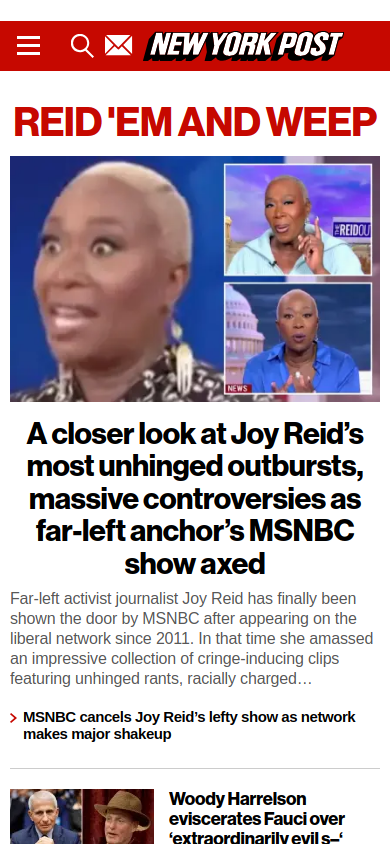 NEW YORK POST
REID 'EM AND WEEP
THE REIDOUT
NEWS
A closer look at Joy Reid’s
most unhinged outbursts,
massive controversies as
far-left anchor’s MSNBC
show axed
Far-left activist journalist Joy Reid has finally been
shown the door by MSNBC after appearing on the
liberal network since 2011. In that time she amassed
an impressive collection of cringe-inducing clips
featuring unhinged rants, racially charged…
MSNBC cancels Joy Reid’s lefty show as network
makes major shakeup
Woody Harrelson
eviscerates Fauci over
‘extraordinarily evil s–‘